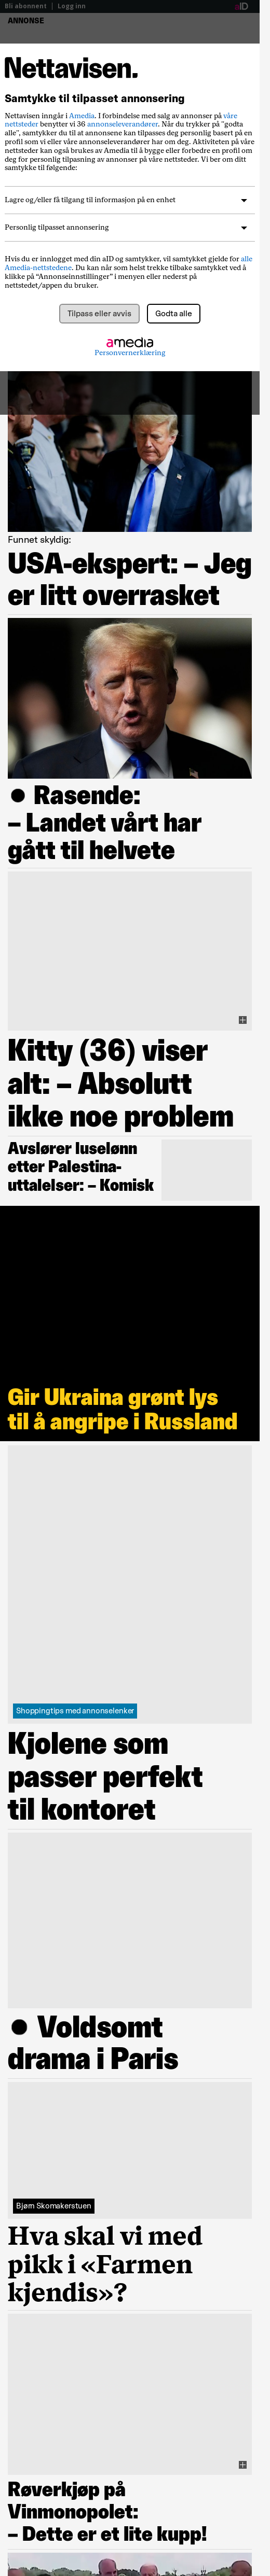 Bli abonnent | Logg inn
aID
ANNONSE
Nettavisen.
Samtykke til tilpasset annonsering
Nettavisen inngår i Amedia. I forbindelse med salg av annonser på våre
nettsteder benytter vi 36 annonseleverandører. Når du trykker på "godta
alle", samtykker du til at annonser kan tilpasses deg personlig basert på en
profil som vi eller våre annonseleverandører har om deg. Aktiviteten på våre
nettsteder kan også brukes av Amedia til å bygge eller forbedre en profil om
deg for personlig tilpasning av annonser på våre nettsteder. Vi ber om ditt
samtykke til følgende:
Lagre og/eller få tilgang til informasjon på en enhet
Personlig tilpasset annonsering
Hvis du er innlogget med din aID og samtykker, vil samtykket gjelde for alle
Amedia-nettstedene. Du kan når som helst trekke tilbake samtykket ved å
klikke på “Annonseinnstillinger” i menyen eller nederst på
nettstedet/appen du bruker.
Tilpass eller avvis
Godta alle
amedia
Personvernerklæring
Funnet skyldig:
USA-ekspert: – Jeg
er litt overrasket
● Rasende:
– Landet vårt har
gått til helvete
Kitty (36) viser
alt: – Absolutt
ikke noe problem
Avslører luselønn
etter Palestina-
uttalelser: – Komisk
Gir Ukraina grønt lys
til å angripe i Russland
Shoppingtips med annonselenker
Kjolene som
passer perfekt
til kontoret
● Voldsomt
drama i Paris
Bjørn Skomakerstuen
Hva skal vi med
pikk i «Farmen
kjendis»?
Røverkjøp på
Vinmonopolet:
– Dette er et lite kupp!